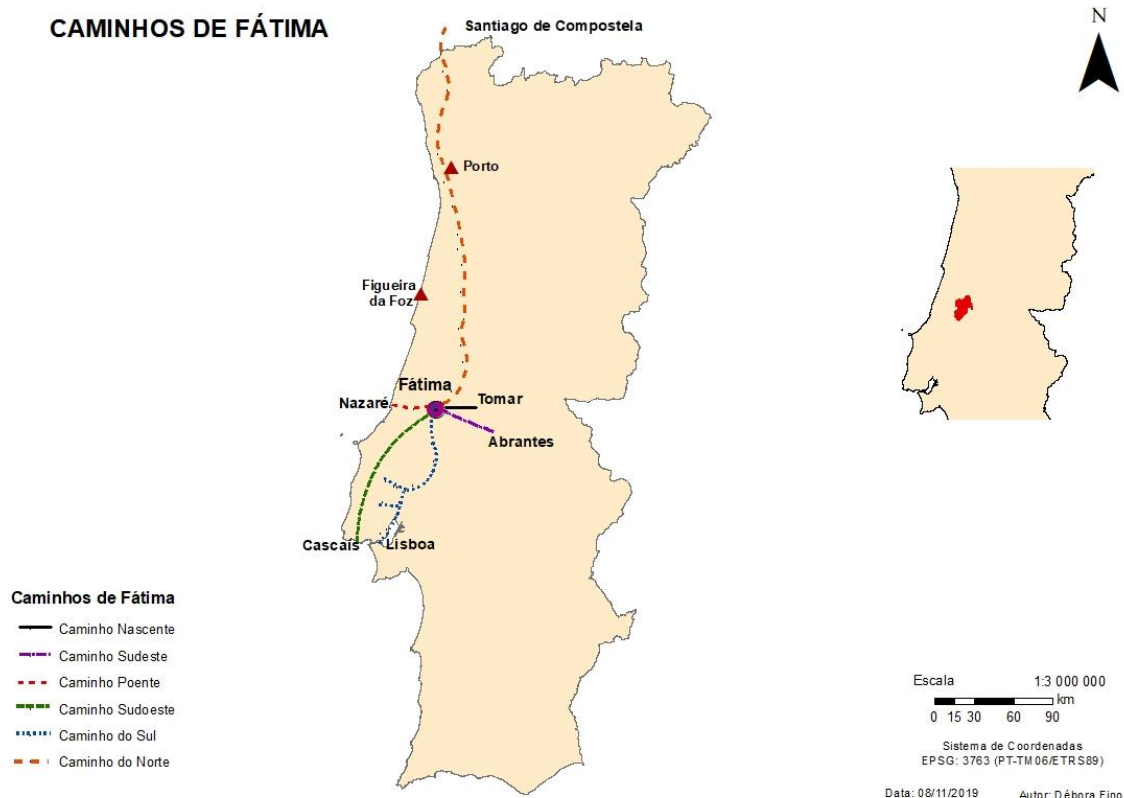 CAMINHOS DE FÁTIMA
Santiago de Compostela
N
Porto
Figueira
da Foz
Fátima
Nazaré
Tomar
Abrantes
Cascais
Lisboa
Caminhos de Fátima
Caminho Nascente
Caminho Sudeste
Caminho Poente
Caminho Sudoeste
Caminho do Sul
Caminho do Norte
Escala 1:3 000 000
km
0 15 30 60 90
Sistema de Coordenadas
EPSG: 3763 (PT-TM06/ETRS89)
Data: 08/11/2019 Autor: Débora Fino